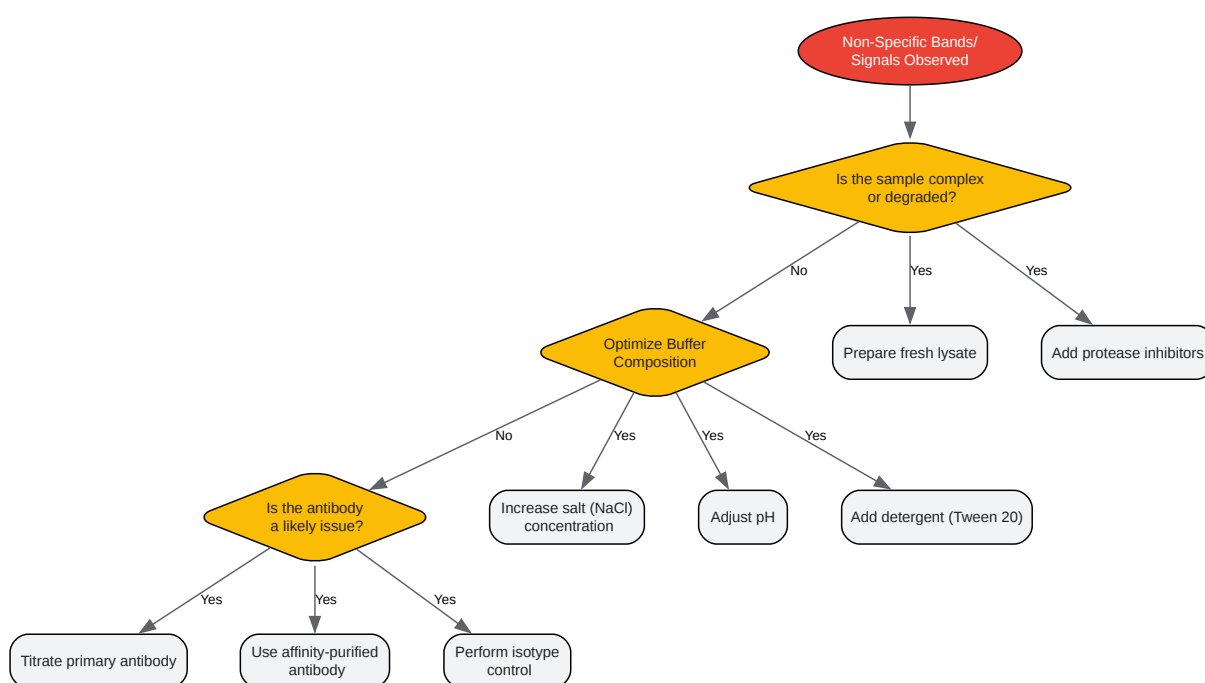 Non-Specific Bands/
Signals Observed
Is the sample complex
or degraded?
No
Yes
Yes
Optimize Buffer
Composition
Prepare fresh lysate
Add protease inhibitors
No
Yes
Yes
Yes
Is the antibody
a likely issue?
Increase salt (NaCl)
concentration
Adjust pH
Add detergent (Tween 20)
Yes
Yes
Yes
Titrate primary antibody
Use affinity-purified
antibody
Perform isotype
control